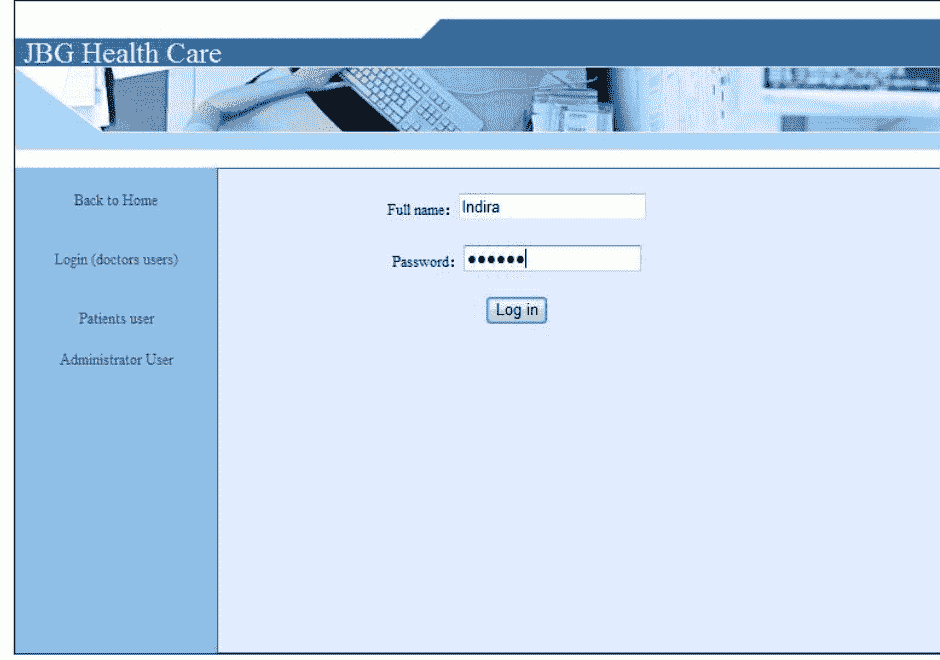 JBG Health Care
Back to Home
Login (doctors users)
Patients user
Administrator User
Full name: Indira
Password: ●●●●●●
Log in